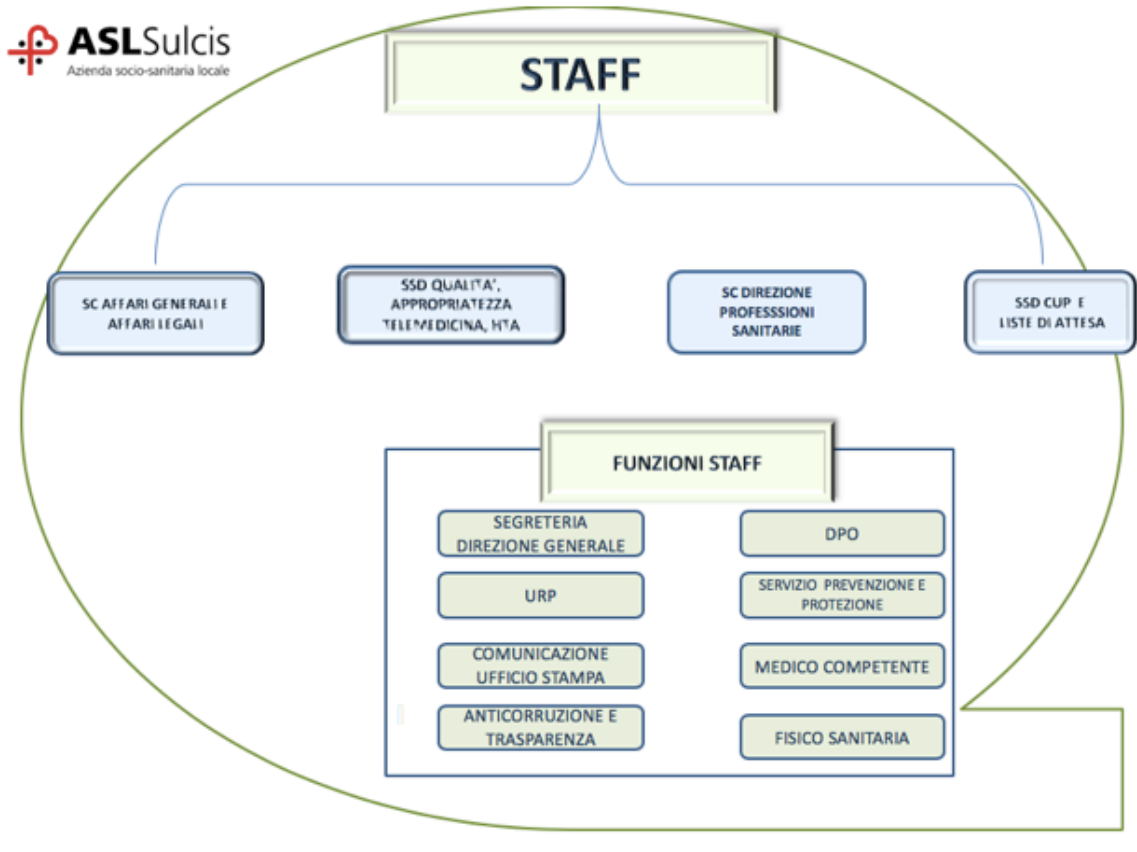 ASLSulcis
Azienda socio-sanitaria locale
STAFF
SC AFFARI GENERALI E
AFFARI LEGALI
SSD QUALITA',
APPROPRIATEZZA
TELEMEDICINA, HTA
SC DIREZIONE
PROFESSSIONI
SANITARIE
SSD CUP E
LISTE DI ATTESA
FUNZIONI STAFF
SEGRETERIA
DIREZIONE GENERALE
URP
COMUNICAZIONE
UFFICIO STAMPA
ANTICORRUZIONE E
TRASPARENZA
DPO
SERVIZIO PREVENZIONE E
PROTEZIONE
MEDICO COMPETENTE
FISICO SANITARIA